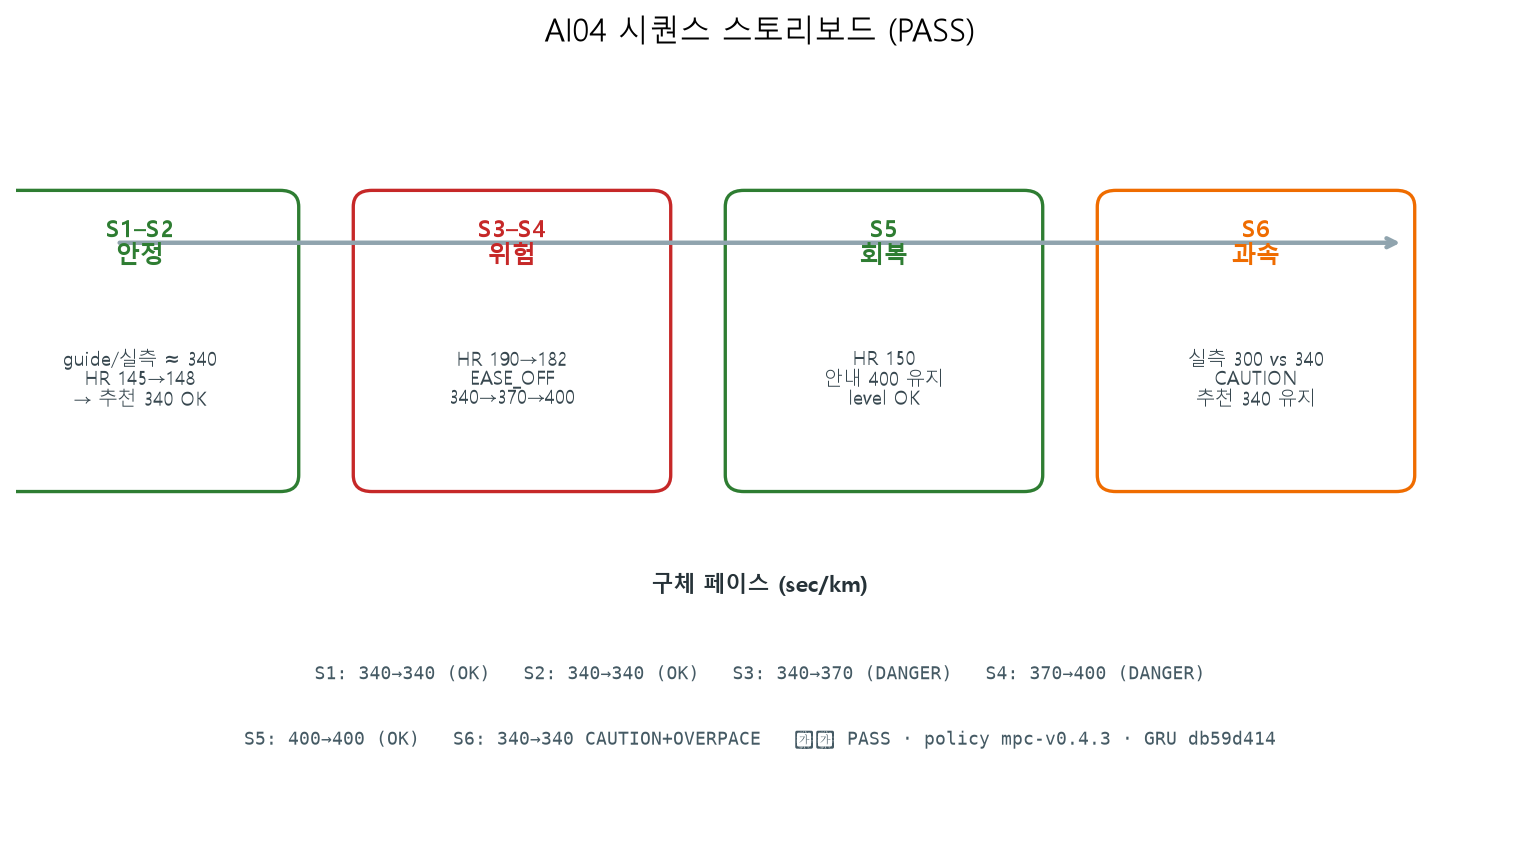 AI04 시퀀스 스토리보드 (PASS)
S1–S2
안정
guide/실측 ≈ 340
HR 145→148
→ 추천 340 OK
S3–S4
위험
HR 190→182
EASE_OFF
340→370→400
S5
회복
HR 150
안내 400 유지
level OK
S6
과속
실측 300 vs 340
CAUTION
추천 340 유지
구체 페이스 (sec/km)
S1: 340→340 (OK)   S2: 340→340 (OK)   S3: 340→370 (DANGER)   S4: 370→400 (DANGER)
S5: 400→400 (OK)   S6: 340→340 CAUTION+OVERPACE   PASS · policy mpc-v0.4.3 · GRU db59d414